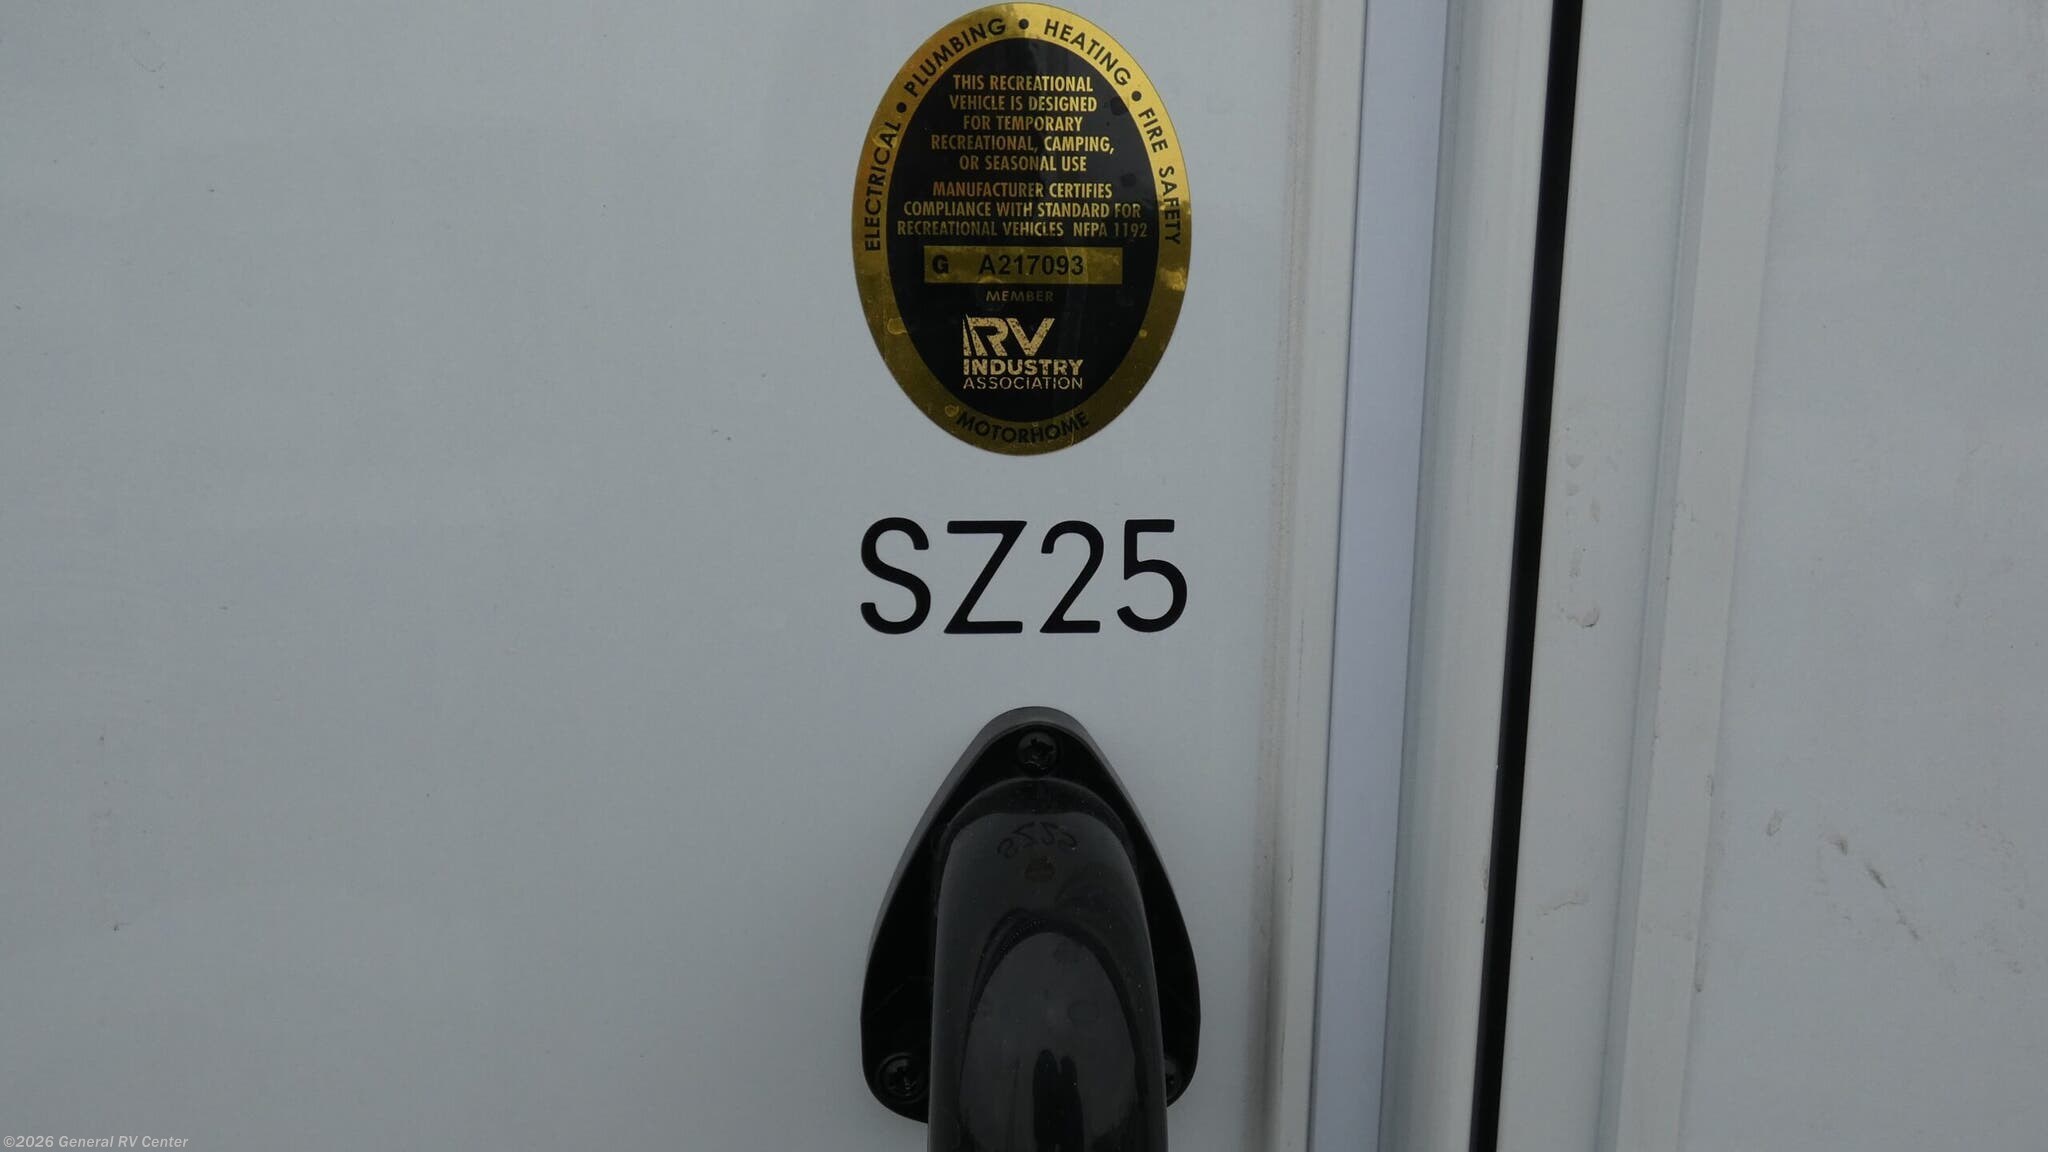 ELECTRICAL • PLUMBING • HEATING • FIRE SAFETY
THIS RECREATIONAL
VEHICLE IS DESIGNED
FOR TEMPORARY
RECREATIONAL, CAMPING,
OR SEASONAL USE
MANUFACTURER CERTIFIES
COMPLIANCE WITH STANDARD FOR
RECREATIONAL VEHICLES NFPA 1192
G A217093
MEMBER
RV
INDUSTRY
ASSOCIATION
MOTORHOME
SZ25
©2026 General RV Center